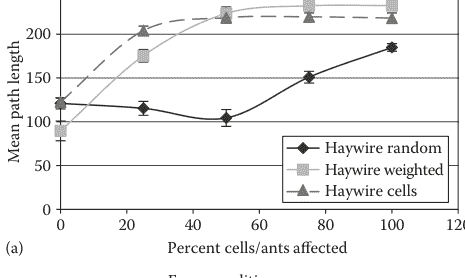 200
150
100
50
0
Mean path length
Haywire random
Haywire weighted
Haywire cells
0 20 40 60 80 100 120
(a) Percent cells/ants affected